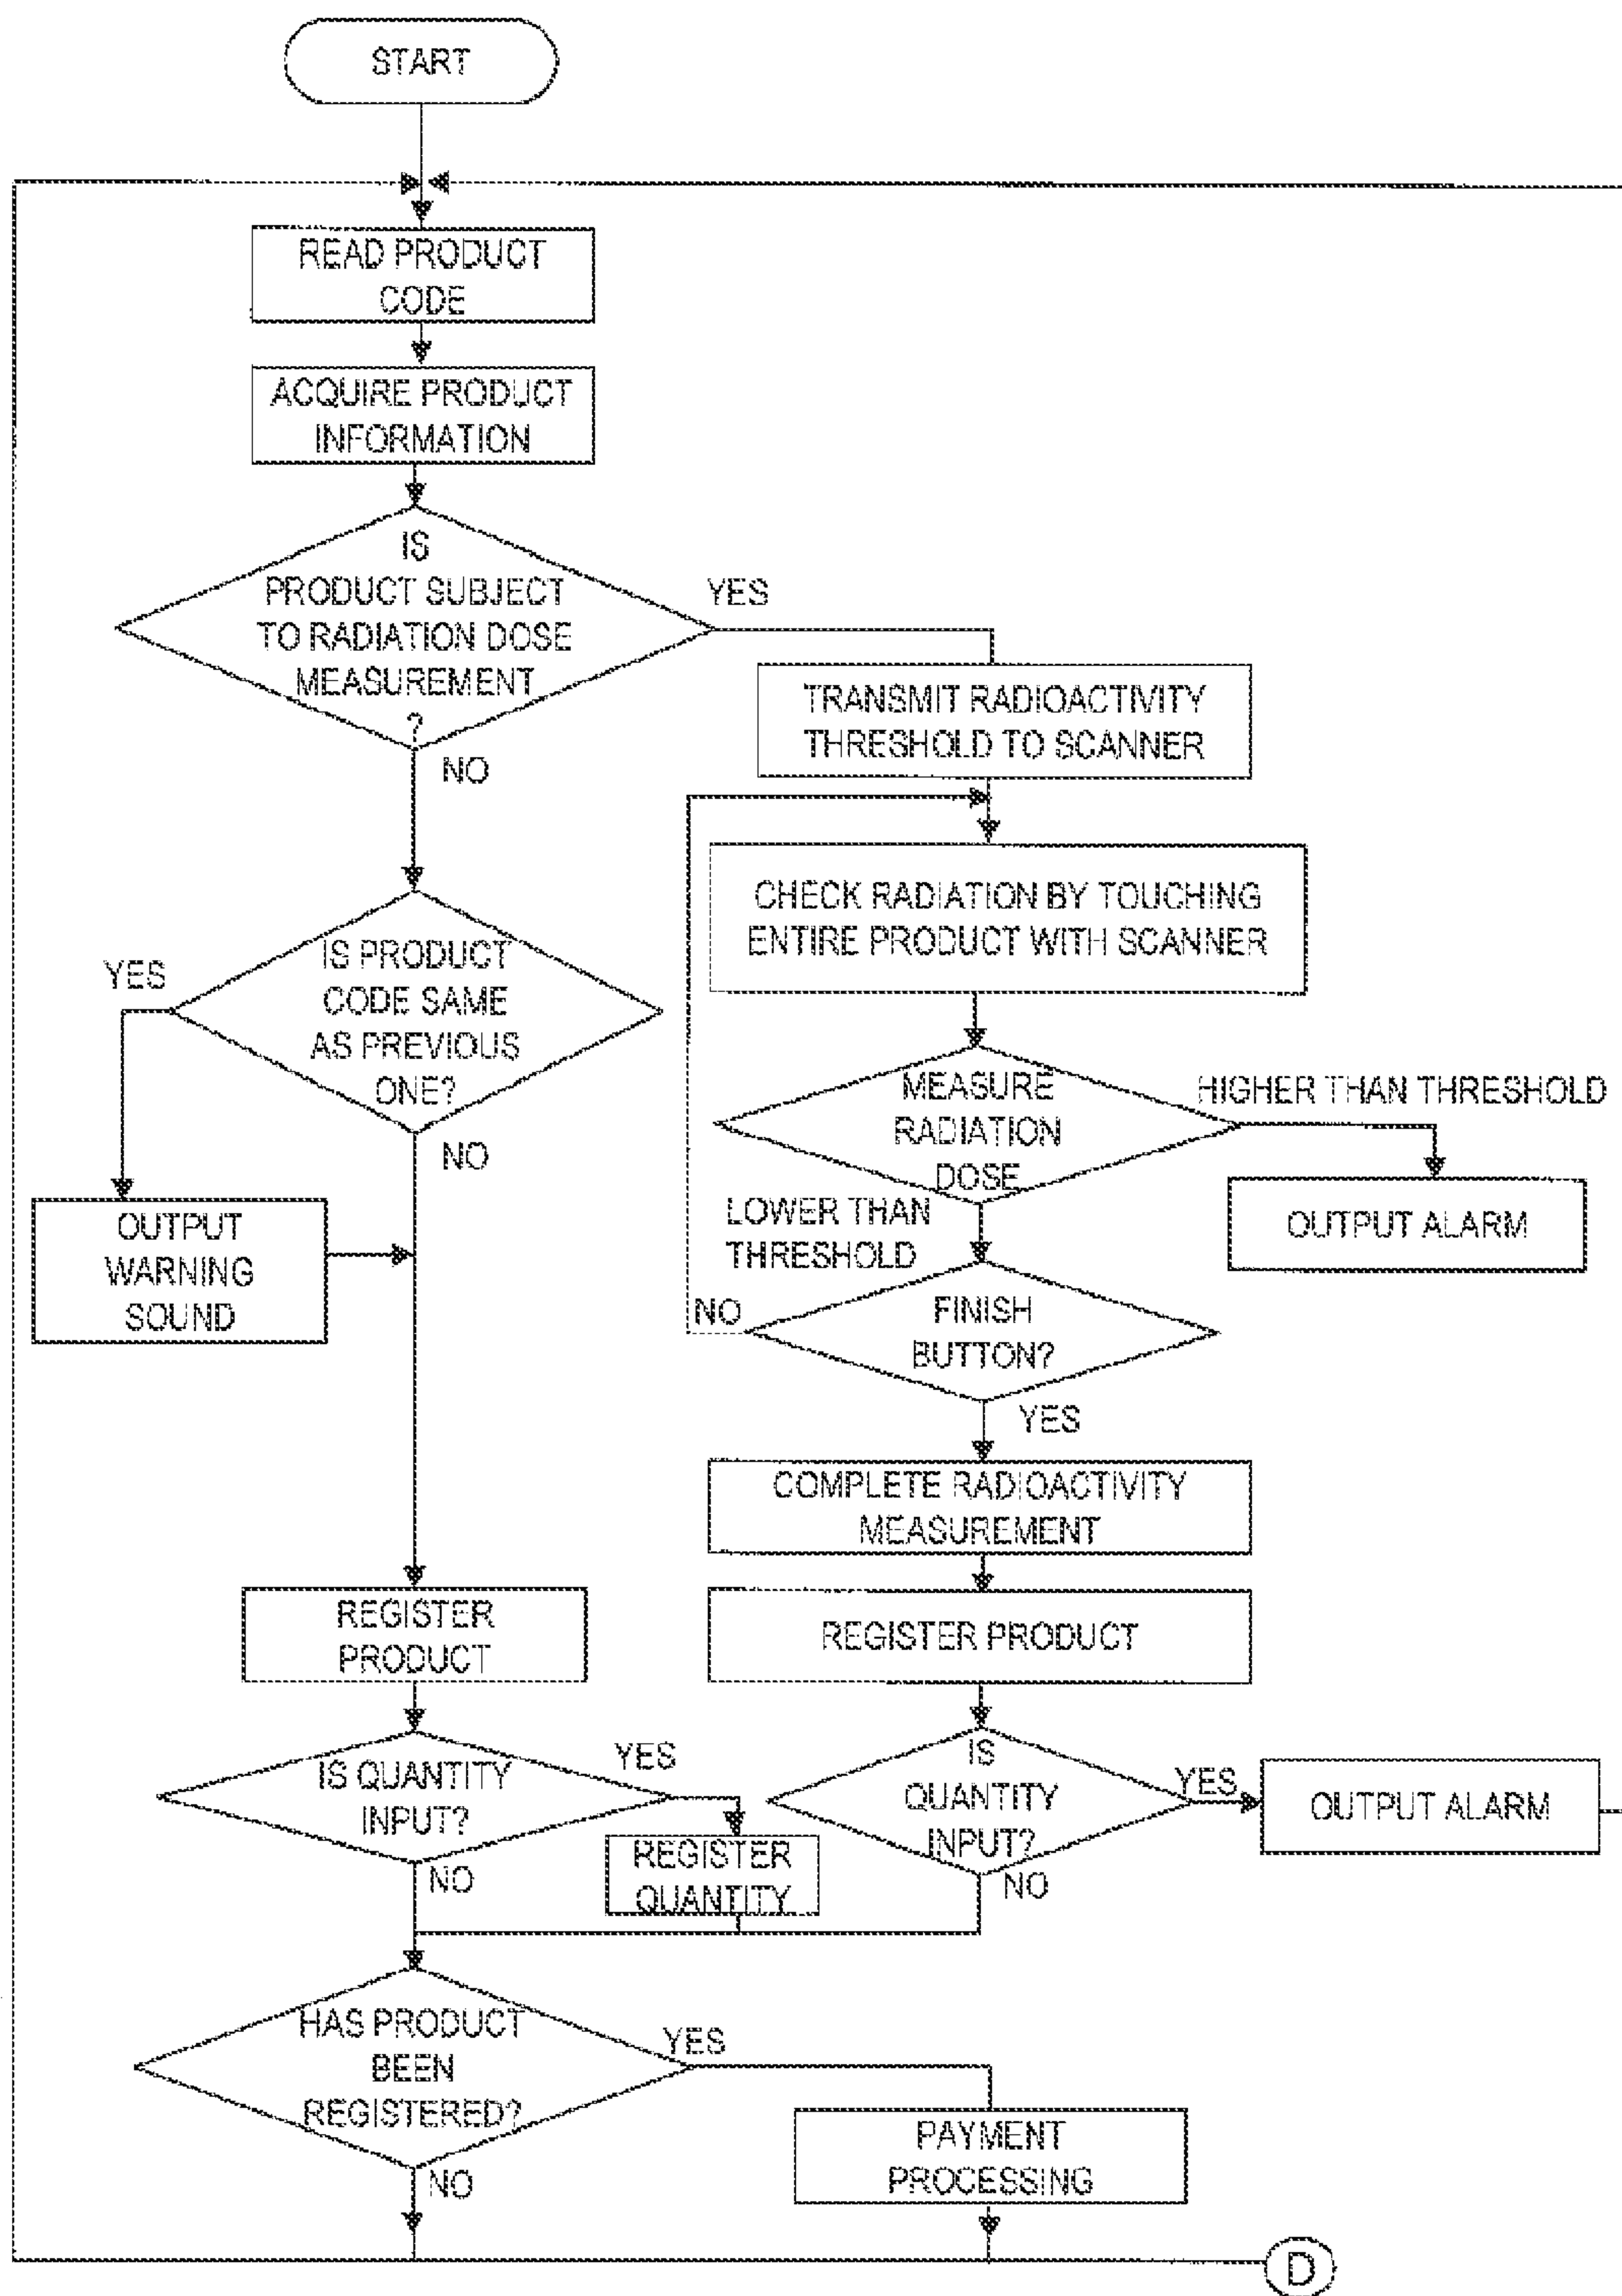 START
READ PRODUCT
CODE
ACQUIRE PRODUCT
INFORMATION
IS
PRODUCT SUBJECT
TO RADIATION DOSE
MEASUREMENT
?
YES
NO
TRANSMIT RADIOACTIVITY
THRESHOLD TO SCANNER
CHECK RADIATION BY TOUCHING
ENTIRE PRODUCT WITH SCANNER
IS PRODUCT
CODE SAME
AS PREVIOUS
ONE?
YES
NO
OUTPUT
WARNING
SOUND
MEASURE
RADIATION
DOSE
HIGHER THAN THRESHOLD
OUTPUT ALARM
LOWER THAN
THRESHOLD
FINISH
BUTTON?
NO
YES
COMPLETE RADIOACTIVITY
MEASUREMENT
REGISTER
PRODUCT
REGISTER PRODUCT
IS QUANTITY
INPUT?
YES
NO
REGISTER
QUANTITY
IS
QUANTITY
INPUT?
YES
NO
OUTPUT ALARM
HAS PRODUCT
BEEN
REGISTERED?
YES
NO
PAYMENT
PROCESSING
D